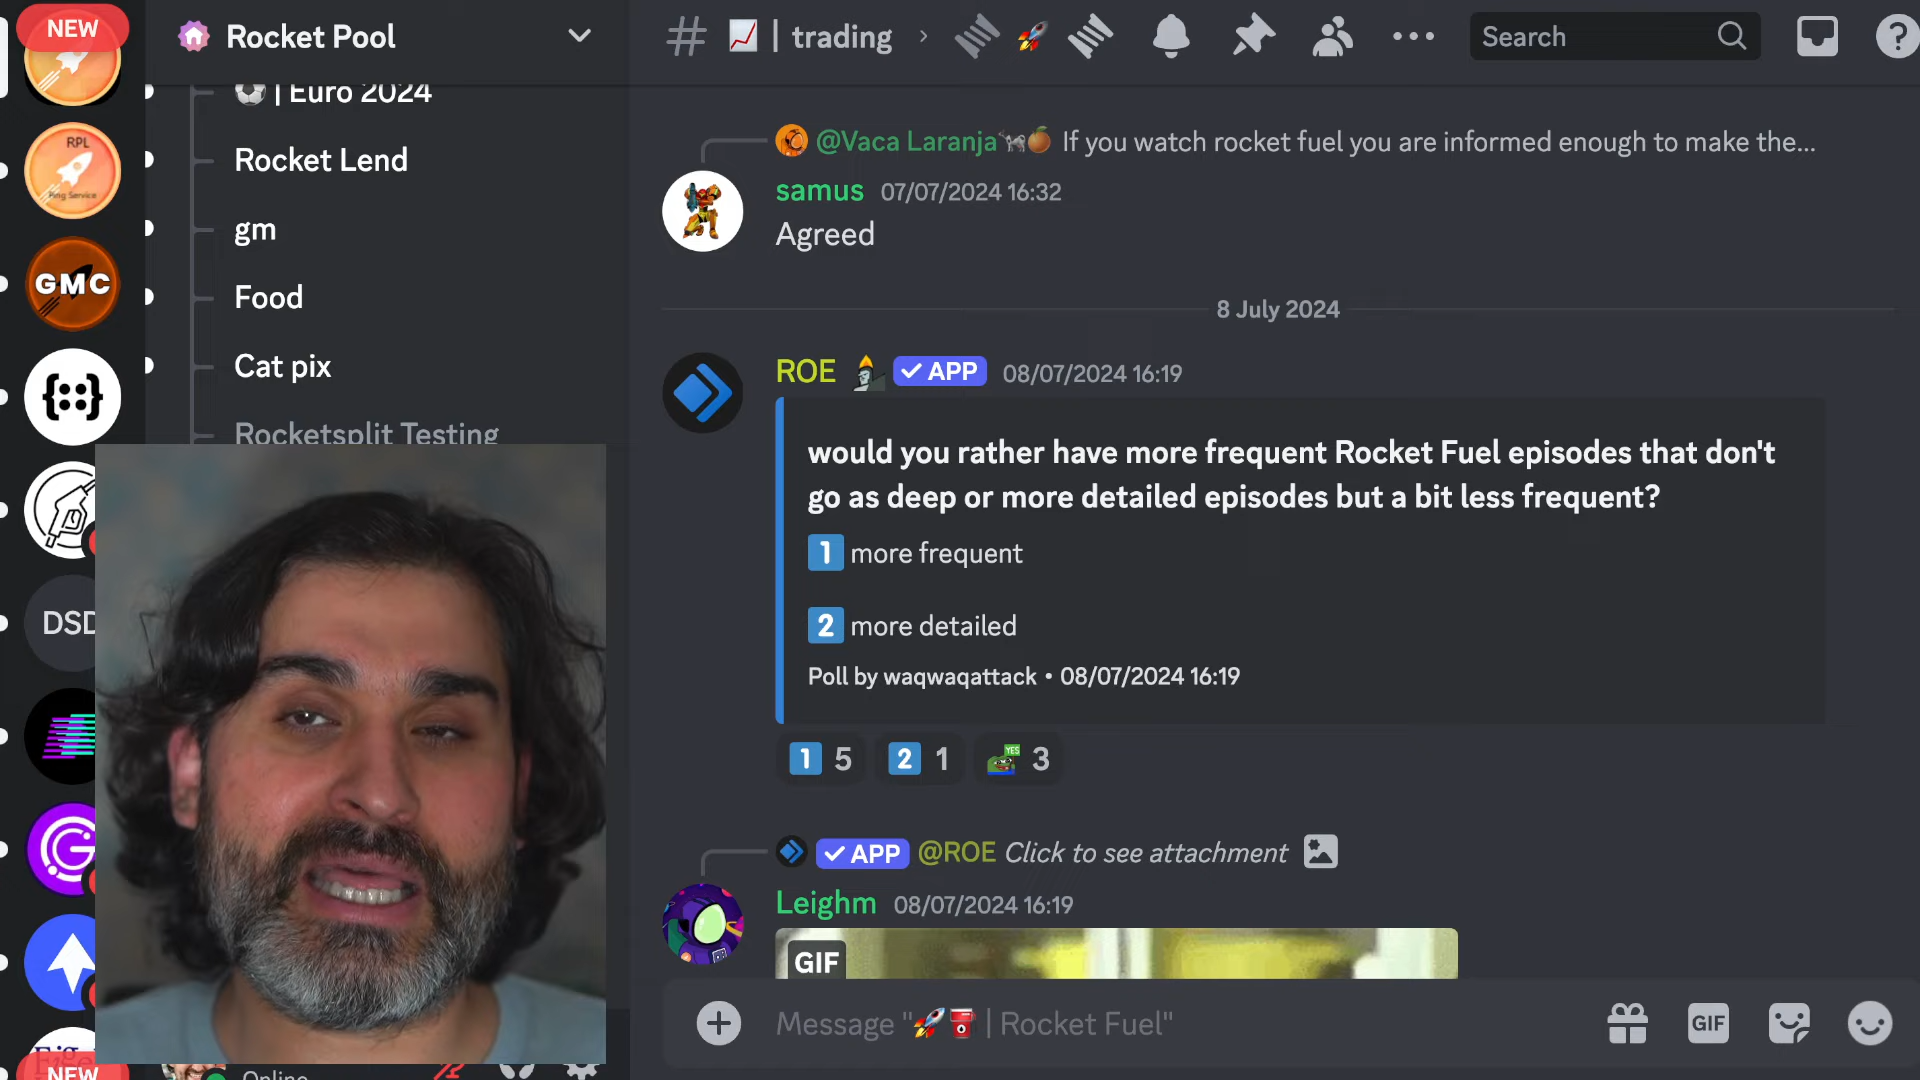 NEW
Rocket Pool
| trading
Search
| Euro 2024
Rocket Lend
gm
Food
Cat pix
Rocketsplit Testing
RPL
Ping Service
GMC
{::}
DSD
NEW
Online
@Vaca Laranja If you watch rocket fuel you are informed enough to make the...
samus 07/07/2024 16:32
Agreed
8 July 2024
ROE APP 08/07/2024 16:19
would you rather have more frequent Rocket Fuel episodes that don't
go as deep or more detailed episodes but a bit less frequent?
1 more frequent
2 more detailed
Poll by waqwaqattack • 08/07/2024 16:19
1 5 2 1 YES 3
APP @ROE Click to see attachment
Leighm 08/07/2024 16:19
GIF
Message "🚀 | Rocket Fuel"
GIF